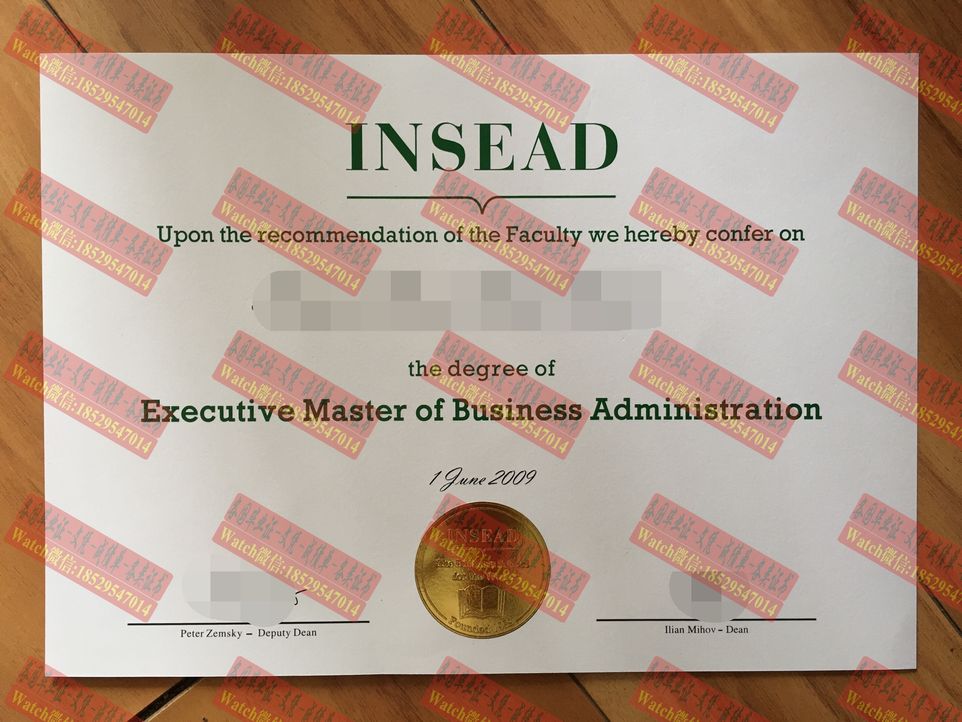 INSEAD
Upon the recommendation of the Faculty we hereby confer on
the degree of
Executive Master of Business Administration
1 June 2009
INSEAD
Peter Zemsky – Deputy Dean
Ilian Mihov – Dean
Watch微信:18529547014